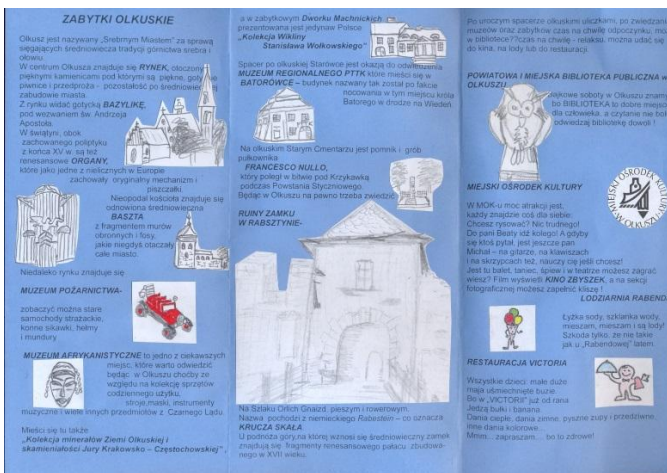 ZABYTKI OLKUSKIE
Olkusz jest nazywany „Srebrnym Miastem” za sprawą
sięgających średniowiecza tradycji górnictwa srebra i
ołowiu.
W centrum Olkusza znajduje się RYNEK, otoczony
pięknymi kamienicami pod którymi są piękne, gotyckie
piwnice i przedproża - pozostałość po średniowiecznej
zabudowie miasta.
Z rynku widać gotycką BAZYLIKĘ,
pod wezwaniem św. Andrzeja
Apostoła.
W świątyni, obok
zachowanego poliptyku
z końca XV w. są też
renesansowe ORGANY,
które jako jedne z nielicznych w Europie
zachowały oryginalny mechanizm i
piszczałki.
Nieopodal kościoła znajduje się
odnowiona średniowieczna
BASZTA
z fragmentem murów
obronnych i fosy,
jakie niegdyś otaczały
całe miasto.
Niedaleko rynku znajduje się
MUZEUM POŻARNICTWA-
zobaczyć można stare
samochody strażackie,
konne sikawki, hełmy
i mundury
MUZEUM AFRYKANISTYCZNE to jedno z ciekawszych
miejsc, które warto odwiedzić
będąc w Olkuszu choćby ze
względu na kolekcję sprzętów
codziennego użytku,
stroje, maski, instrumenty
muzyczne i wiele innych przedmiotów z Czarnego Lądu.
Mieści się tu także
„Kolekcja minerałów Ziemi Olkuskiej i
skamieniałości Jury Krakowsko – Częstochowskiej”,
a w zabytkowym Dworku Machnickich
prezentowana jest jedyna w Polsce
„Kolekcja Wikliny
Stanisława Wołkowskiego”
Spacer po olkuskiej Starówce jest okazją do odwiedzenia
MUZEUM REGIONALNEGO PTTK które mieści się w
BATORÓWCE – budynek nazwany tak został po fakcie
nocowania w tym miejscu króla
Batorego w drodze na Wiedeń.
Na olkuskim Starym Cmentarzu jest pomnik i grób
pułkownika
FRANCESCO NULLO,
który poległ w bitwie pod Krzykawką
podczas Powstania Styczniowego.
Będąc w Olkuszu na pewno trzeba zwiedzić
RUINY ZAMKU
W RABSZTYNIE-
Na Szlaku Orlich Gniazd, pieszym i rowerowym.
Nazwa pochodzi z niemieckiego Rabestein – co oznacza
KRUCZA SKAŁA
U podnóża góry, na której wznosi się średniowieczny zamek
znajdują się fragmenty renesansowego pałacu zbudowa-
nego w XVII wieku.
Po uroczym spacerze olkuskimi uliczkami, po zwiedzaniu
muzeów oraz zabytków czas na chwilę odpoczynku, może
w bibliotece??czas na chwilę - relaksu, można udać się
do kina, na lody lub do restauracji
POWIATOWA I MIEJSKA BIBLIOTEKA PUBLICZNA W
OLKUSZU
soboty w Olkuszu znamy
bo BIBLIOTEKA to dobre miejsce
dla człowieka, a czytanie nie boli
odwiedzaj bibliotekę dowoli !
MIEJSKI OŚRODEK KULTURY
W MOK-u moc atrakcji jest,
każdy znajdzie coś dla siebie:
Chcesz rysować? Nic trudnego!
Do pani Beaty idź kolego! A gdyby
się ktoś pytał, jest jeszcze pan
Michał – na gitarze, na klawiszach
i na skrzypcach też, nauczy cię jeśli chcesz!
Jest tu balet, taniec, śpiew i w teatrze możesz zagrać
wiesz? Film wyświetli KINO ZBYSZEK, a na sekcji
fotograficznej możesz zapełnić kliszę !
LODZIARNIA RABENDA
Łyżka sody, szklanka wody,
mieszam, mieszam i są lody!
Szkoda tylko, że nie takie
jak u „Rabendowej” latem.
RESTAURACJA VICTORIA
Wszystkie dzieci, małe duże
mają uśmiechnięte buzie.
Bo w „VICTORII” już od rana
Jedzą bułki i banana.
Dania ciepłe, dania zimne, pyszne zupy i przedziwne,
Inne dania kolorowe...
Mmm... zapraszam... bo to zdrowe!